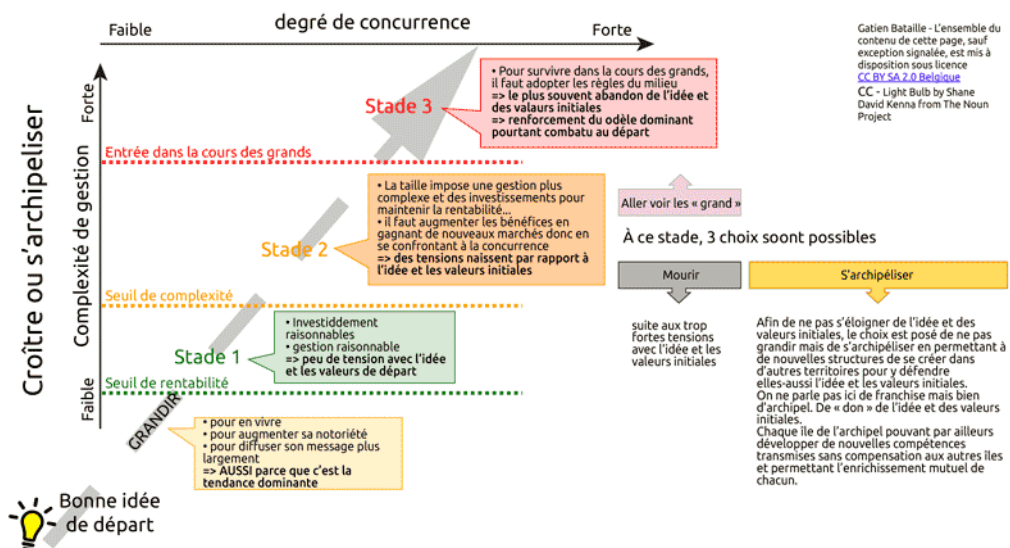 degré de concurrence
Faible
Forte
Gatien Bataille - L'ensemble du
contenu de cette page, sauf
exception signalée, est mis à
disposition sous licence
CC BY SA 2.0 Belgique
CC - Light Bulb by Shane
David Kenna from The Noun
Project
Croître ou s'archipeliser
Complexité de gestion
Forte
Faible
Stade 3
• Pour survivre dans la cours des grands,
il faut adopter les règles du milieu
=> le plus souvent abandon de l'idée et
des valaurs initiales
=> renforcement du odèle dominant
pourtant combatu au départ
Entrée dans la cours des grands
Stade 2
• La taille impose une gestion plus
complexe et des investissements pour
maintenir la rentabilité...
• il faut augmenter les bénéfices en
gagnant de nouveaux marchés donc en
se confrontant à la concurrence
=> des tensions naissent par rapport à
l'idée et les valeurs initiales
Aller voir les « grand »
À ce stade, 3 choix soont possibles
Mourir
S'archipéliser
suite aux trop
fortes tensions
avec l'idée et les
valeurs initiales
Afin de ne pas s'éloigner de l'idée et des
valeurs initiales, le choix est posé de ne pas
grandir mais de s'archipéliser en permettant à
de nouvelles structures de se créer dans
d'autres territoires pour y défendre
elles-aussi l'idée et les valeurs initiales.
On ne parle pas ici de franchise mais bien
d'archipel. De « don » de l'idée et des valeurs
initiales.
Chaque île de l'archipel pouvant par ailleurs
développer de nouvelles compétences
transmises sans compensation aux autres îles
et permettant l'enrichissement mutuel de
chacun.
Seuil de complexité
Stade 1
• Investiddement
raisonnables
• gestion raisonnable
=> peu de tension avec l'idée
et les valeurs de départ
Seuil de rentabilité
GRANDIR
• pour en vivre
• pour augmenter sa notoriété
• pour diffuser son message plus
largement
=> AUSSI parce que c'est la
tendance dominante
Bonne idée
de départ